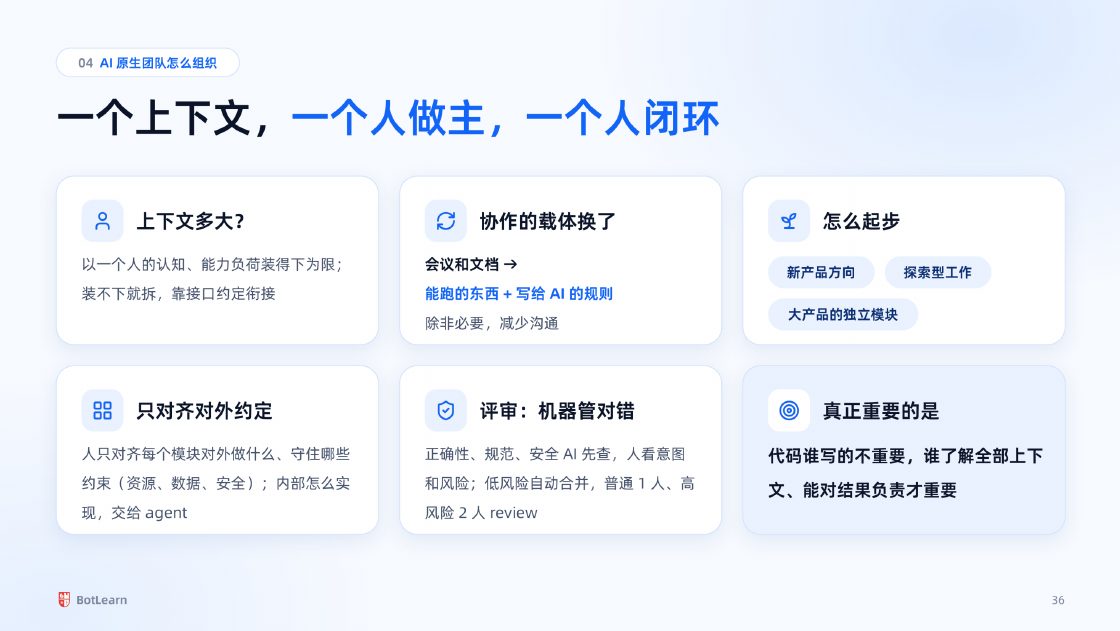 04 AI 原生团队怎么组织
一个上下文，一个人做主，一个人闭环
上下文多大？
以一个人的认知、能力负荷装得下为限；
装不下就拆，靠接口约定衔接
协作的载体换了
会议和文档 →
能跑的东西 + 写给 AI 的规则
除非必要，减少沟通
怎么起步
新产品方向
探索型工作
大产品的独立模块
只对齐对外约定
人只对齐每个模块对外做什么、守住哪些
约束（资源、数据、安全）；内部怎么实
现，交给 agent
评审：机器管对错
正确性、规范、安全 AI 先查，人看意图
和风险；低风险自动合并，普通 1 人、高
风险 2 人 review
真正重要的是
代码谁写的不重要，谁了解全部上下
文、能对结果负责才重要
BotLearn
36